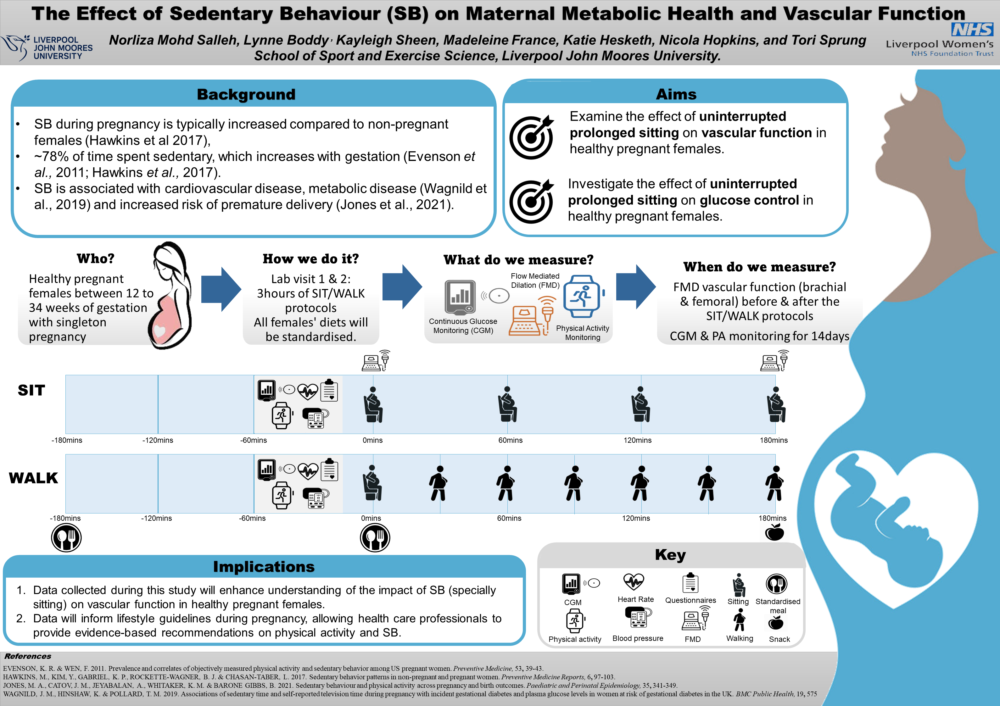 The Effect of Sedentary Behaviour (SB) on Maternal Metabolic Health and Vascular Function
LIVERPOOL
JOHN MOORES
UNIVERSITY
Norliza Mohd Salleh, Lynne Boddy , Kayleigh Sheen, Madeleine France, Katie Hesketh, Nicola Hopkins, and Tori Sprung
School of Sport and Exercise Science, Liverpool John Moores University.
NHS
Liverpool Women's
NHS Foundation Trust
Background
• SB during pregnancy is typically increased compared to non-pregnant
females (Hawkins et al 2017),
• ~78% of time spent sedentary, which increases with gestation (Evenson et
al., 2011; Hawkins et al., 2017).
• SB is associated with cardiovascular disease, metabolic disease (Wagnild et
al., 2019) and increased risk of premature delivery (Jones et al., 2021).
Aims
Examine the effect of uninterrupted
prolonged sitting on vascular function in
healthy pregnant females.
Investigate the effect of uninterrupted
prolonged sitting on glucose control in
healthy pregnant females.
Who?
Healthy pregnant
females between 12 to
34 weeks of gestation
with singleton
pregnancy
How we do it?
Lab visit 1 & 2:
3hours of SIT/WALK
protocols
All females' diets will
be standardised.
What do we measure?
Flow Mediated
Dilation (FMD)
Continuous Glucose
Monitoring (CGM)
Physical Activity
Monitoring
When do we measure?
FMD vascular function (brachial
& femoral) before & after the
SIT/WALK protocols
CGM & PA monitoring for 14days
SIT
-180mins
-120mins
-60mins
0mins
60mins
120mins
180mins
WALK
-180mins
-120mins
-60mins
0mins
60mins
120mins
180mins
Implications
1. Data collected during this study will enhance understanding of the impact of SB (specially
sitting) on vascular function in healthy pregnant females.
2. Data will inform lifestyle guidelines during pregnancy, allowing health care professionals to
provide evidence-based recommendations on physical activity and SB.
Key
CGM
Heart Rate
Questionnaires
Sitting
Standardised
meal
Physical activity
Blood pressure
FMD
Walking
Snack
References
EVENSON, K. R. & WEN, F. 2011. Prevalence and correlates of objectively measured physical activity and sedentary behavior among US pregnant women. Preventive Medicine, 53, 39-43.
HAWKINS, M., KIM, Y., GABRIEL, K. P., ROCKETTE-WAGNER, B. J. & CHASAN-TABER, L. 2017. Sedentary behavior patterns in non-pregnant and pregnant women. Preventive Medicine Reports, 6, 97-103.
JONES, M. A., CATOV, J. M., JEYABALAN, A., WHITAKER, K. M. & BARONE GIBBS, B. 2021. Sedentary behaviour and physical activity across pregnancy and birth outcomes. Paediatric and Perinatal Epidemiology, 35, 341-349.
WAGNILD, J. M., HINSHAW, K. & POLLARD, T. M. 2019. Associations of sedentary time and self-reported television time during pregnancy with incident gestational diabetes and plasma glucose levels in women at risk of gestational diabetes in the UK. BMC Public Health, 19, 575